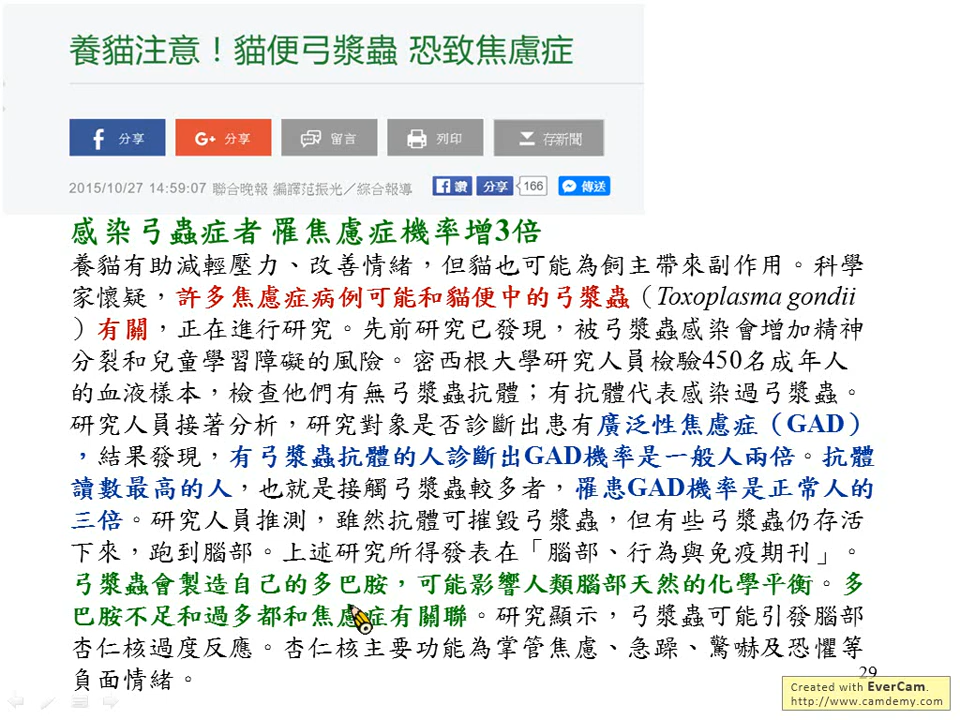 養貓注意！貓便弓漿蟲 恐致焦慮症
分享
G+ 分享
留言
列印
存新聞
2015/10/27 14:59:07 聯合晚報 編譯范振光／綜合報導
讚 分享 166
傳送
感染弓蟲症者 罹焦慮症機率增3倍
養貓有助減輕壓力、改善情緒，但貓也可能為飼主帶來副作用。科學
家懷疑，許多焦慮症病例可能和貓便中的弓漿蟲（Toxoplasma gondii
）有關，正在進行研究。先前研究已發現，被弓漿蟲感染會增加精神
分裂和兒童學習障礙的風險。密西根大學研究人員檢驗450名成年人
的血液樣本，檢查他們有無弓漿蟲抗體；有抗體代表感染過弓漿蟲。
研究人員接著分析，研究對象是否診斷出患有廣泛性焦慮症（GAD）
，結果發現，有弓漿蟲抗體的人診斷出GAD機率是一般人兩倍。抗體
讀數最高的人，也就是接觸弓漿蟲較多者，罹患GAD機率是正常人的
三倍。研究人員推測，雖然抗體可摧毀弓漿蟲，但有些弓漿蟲仍存活
下來，跑到腦部。上述研究所得發表在「腦部、行為與免疫期刊」。
弓漿蟲會製造自己的多巴胺，可能影響人類腦部天然的化學平衡。多
巴胺不足和過多都和焦慮症有關聯。研究顯示，弓漿蟲可能引發腦部
杏仁核過度反應。杏仁核主要功能為掌管焦慮、急躁、驚嚇及恐懼等
負面情緒。
29
Created with EverCam.
http://www.camdemy.com